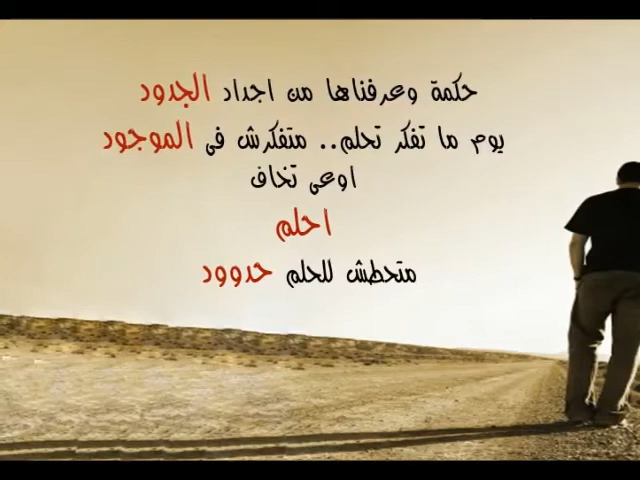 حكمة وعرفناها من اجداد الجدود
يوم ما تفكر تحلم.. متفكرش فى الموجود
اوعى تخاف
احلم
متحطش للحلم حدوود